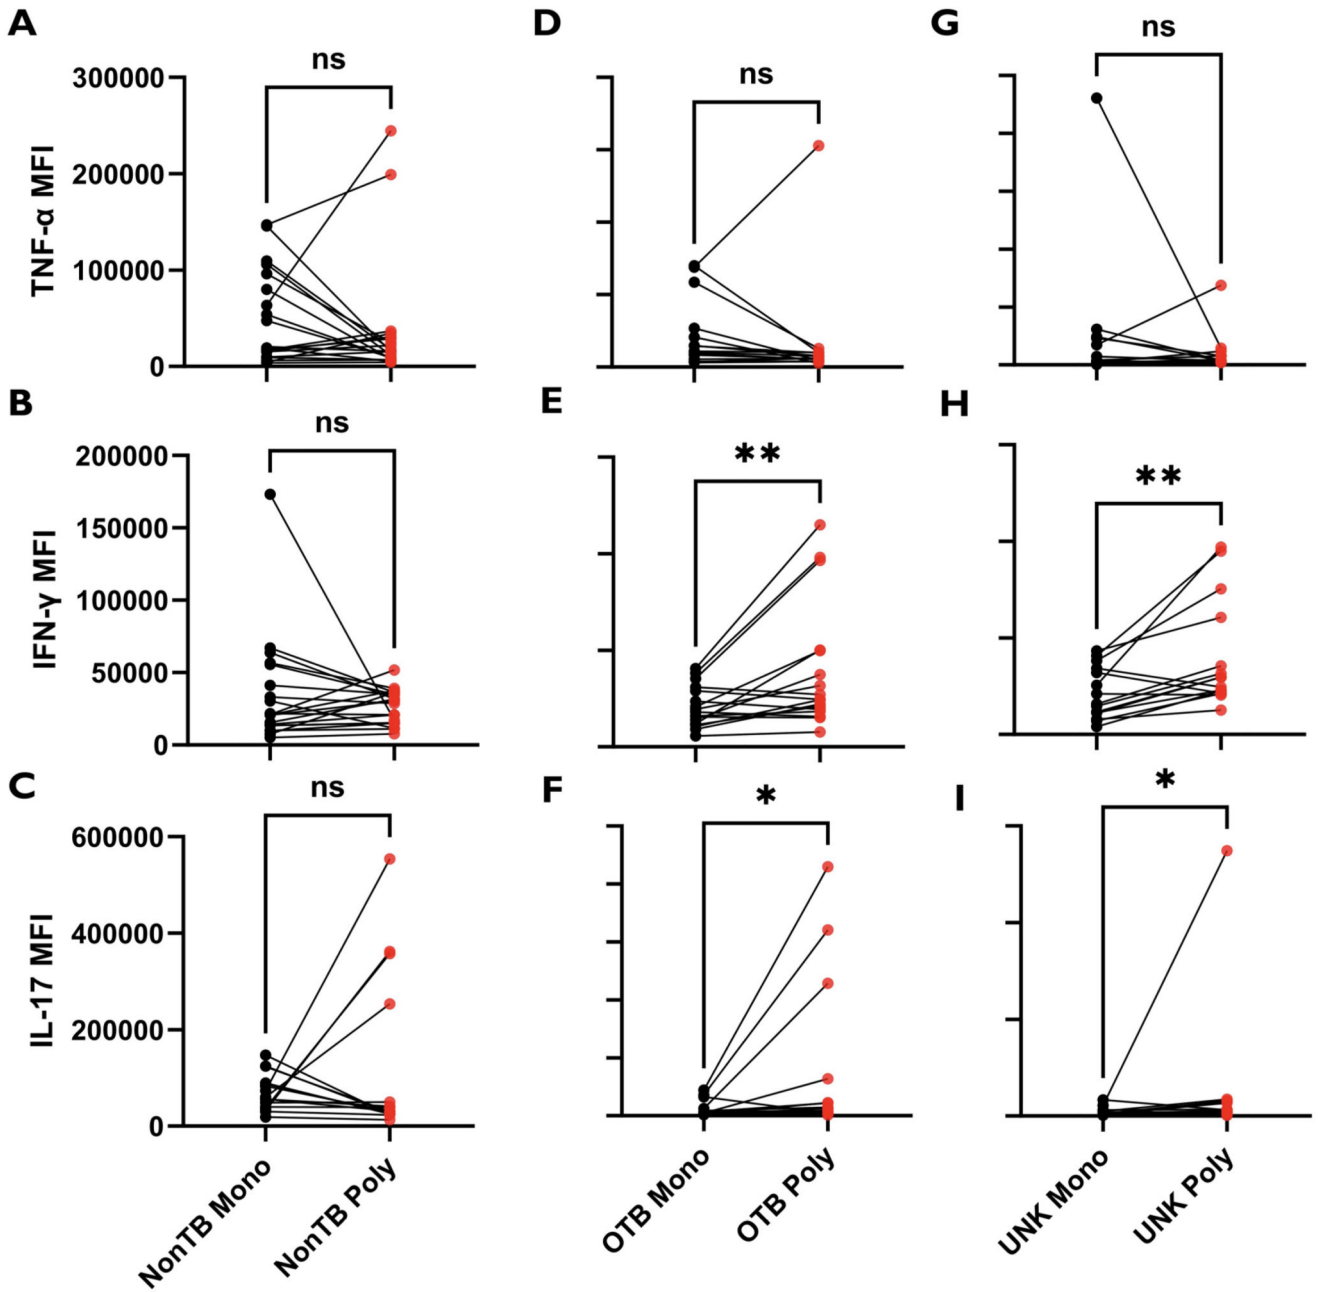 A
D
G
ns
ns
ns
TNF-α MFI
300000
200000
100000
0
B
E
H
ns
**
**
IFN-γ MFI
200000
150000
100000
50000
0
C
F
I
ns
*
*
IL-17 MFI
600000
400000
200000
0
NonTB Mono
NonTB Poly
OTB Mono
OTB Poly
UNK Mono
UNK Poly